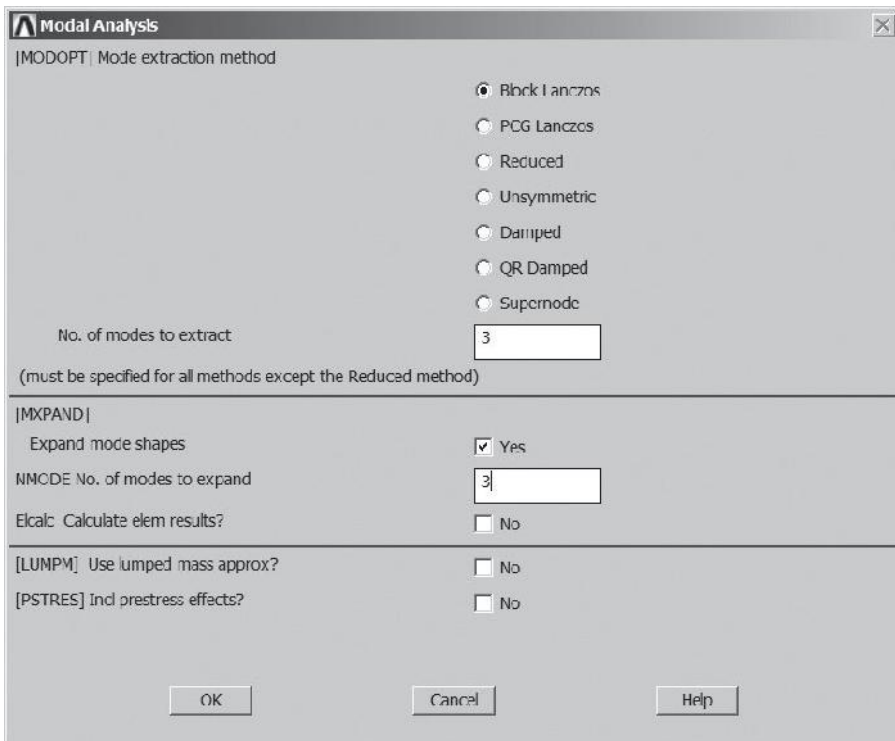 Modal Analysis
|MODOPT| Mode extraction method
Block Lanczos
PCG Lanczos
Reduced
Unsymmetric
Damped
QR Damped
Supernode
No. of modes to extract 3
(must be specified for all methods except the Reduced method)
|MXPAND|
Expand mode shapes Yes
NMODE No. of modes to expand 3
Elcalc Calculate elem results? No
[LUMPM] Use lumped mass approx? No
[PSTRES] Incl prestress effects? No
OK Cancel Help